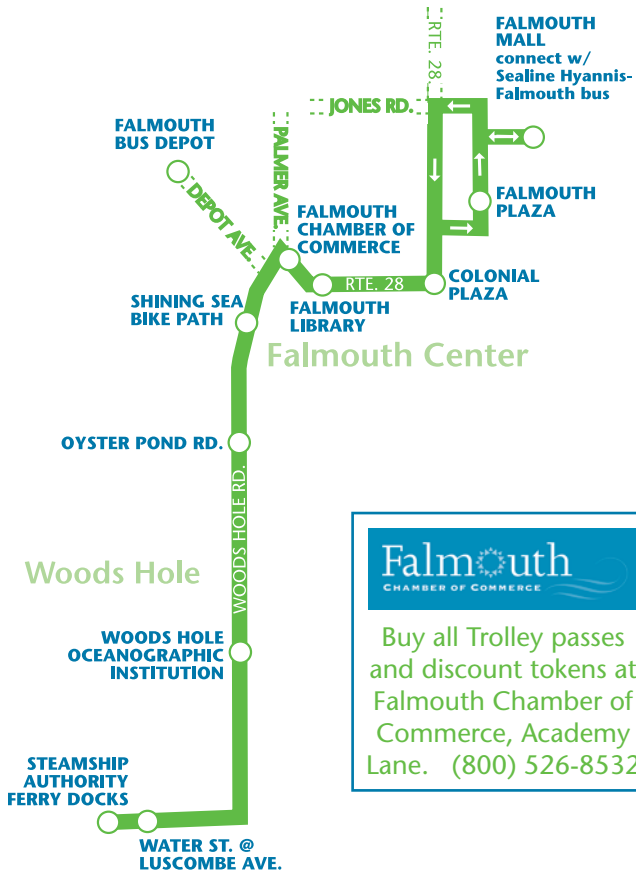 RTE. 28
FALMOUTH
MALL
connect w/
Sealine Hyannis-
Falmouth bus
JONES RD.
FALMOUTH
BUS DEPOT
PALMER AVE.
DEPOT AVE.
FALMOUTH
CHAMBER OF
COMMERCE
FALMOUTH
PLAZA
RTE. 28
COLONIAL
PLAZA
SHINING SEA
BIKE PATH
FALMOUTH
LIBRARY
Falmouth Center
OYSTER POND RD.
WOODS HOLE RD.
Woods Hole
Falmouth
CHAMBER OF COMMERCE
Buy all Trolley passes
and discount tokens at
Falmouth Chamber of
Commerce, Academy
Lane. (800) 526-8532
WOODS HOLE
OCEANOGRAPHIC
INSTITUTION
STEAMSHIP
AUTHORITY
FERRY DOCKS
WATER ST. @
LUSCOMBE AVE.